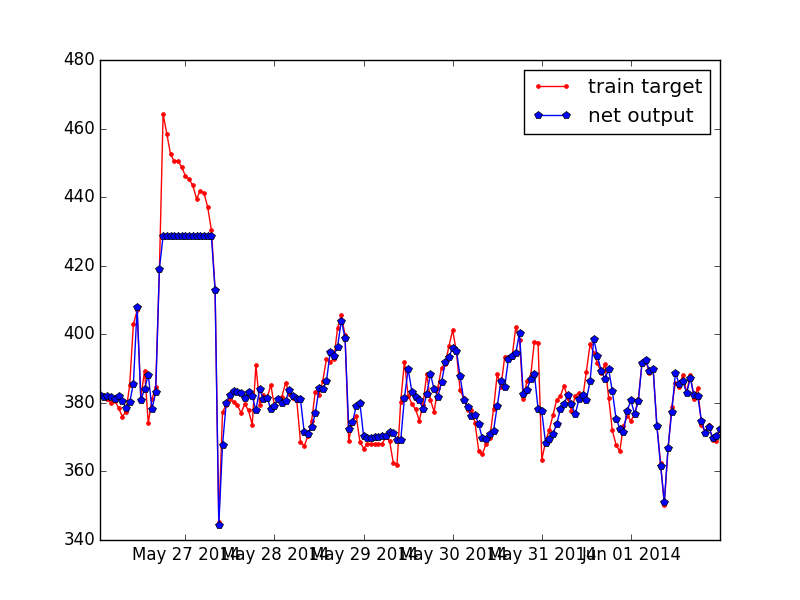 480
460
440
420
400
380
360
340
train target
net output
May 27 2014
May 28 2014
May 29 2014
May 30 2014
May 31 2014
Jun 01 2014